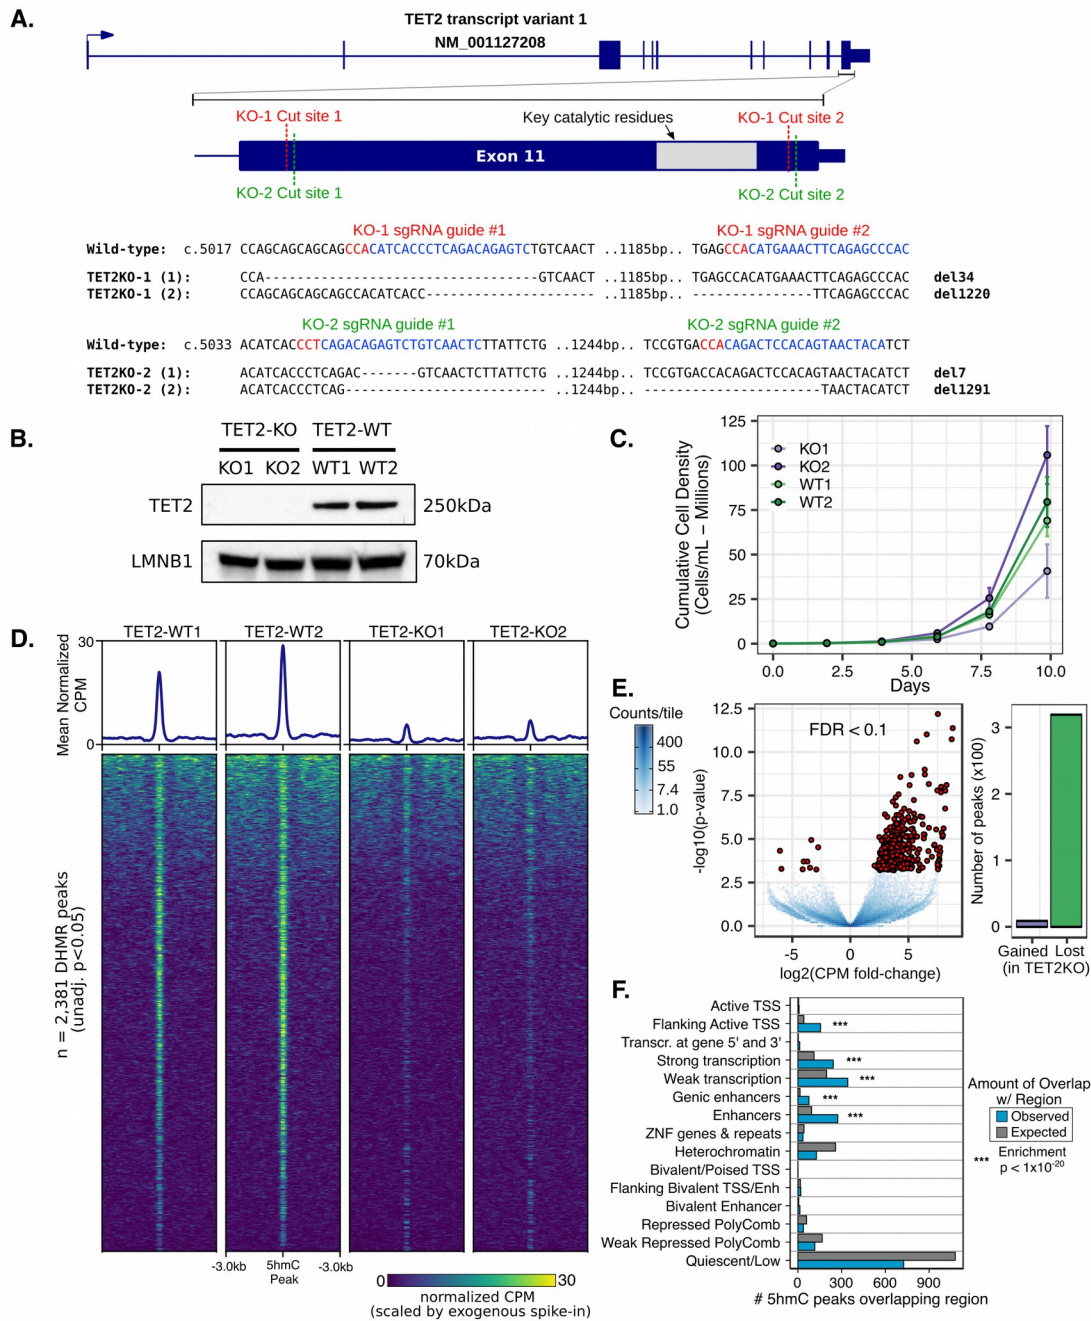 A.
TET2 transcript variant 1
NM_001127208
KO-1 Cut site 1
Key catalytic residues
KO-1 Cut site 2
Exon 11
KO-2 Cut site 1
KO-2 Cut site 2
KO-1 sgRNA guide #1
KO-1 sgRNA guide #2
Wild-type: c.5017 CCAGCAGCAGCAGCCACATCACCCTCAGACAGAGTCTGTCAACT ..1185bp.. TGAGCCACATGAAACTTCAGAGCCCAC
TET2KO-1 (1): CCA-------------------------------GTCAACT ..1185bp.. TGAGCCACATGAAACTTCAGAGCCCAC del34
TET2KO-1 (2): CCAGCAGCAGCAGCCACATCACC------------------- ..1185bp.. --------------TTCAGAGCCCAC del1220
KO-2 sgRNA guide #1
KO-2 sgRNA guide #2
Wild-type: c.5033 ACATCACCCTCAGACAGAGTCTGTCAACTCTTATTCTG ..1244bp.. TCCGTGACCACAGACTCCACAGTAACTACATCT
TET2KO-2 (1): ACATCACCCTCAGAC-------GTCAACTCTTATTCTG ..1244bp.. TCCGTGACCACAGACTCCACAGTAACTACATCT del7
TET2KO-2 (2): ACATCACCCTCAG------------------------ ..1244bp.. --------------------TAACTACATCT del1291
B.
TET2-KO TET2-WT
KO1 KO2 WT1 WT2
TET2 250kDa
LMNB1 70kDa
C.
Cumulative Cell Density
(Cells/mL – Millions)
125
100
75
50
25
0
KO1
KO2
WT1
WT2
0.0 2.5 5.0 7.5 10.0
Days
D.
TET2-WT1 TET2-WT2 TET2-KO1 TET2-KO2
Mean Normalized
CPM
30
0
n = 2,381 DHMR peaks
(unadj. p<0.05)
-3.0kb 5hmC -3.0kb
Peak
0 30
normalized CPM
(scaled by exogenous spike-in)
E.
Counts/tile
400
55
7.4
1.0
-log10(p-value)
12.5
10.0
7.5
5.0
2.5
0.0
FDR < 0.1
-5 0 5
log2(CPM fold-change)
Number of peaks (x100)
3
2
1
0
Gained Lost
(in TET2KO)
F.
Active TSS
Flanking Active TSS ***
Transcr. at gene 5' and 3'
Strong transcription ***
Weak transcription ***
Genic enhancers ***
Enhancers ***
ZNF genes & repeats
Heterochromatin
Bivalent/Poised TSS
Flanking Bivalent TSS/Enh
Bivalent Enhancer
Repressed PolyComb
Weak Repressed PolyComb
Quiescent/Low
0 300 600 900
# 5hmC peaks overlapping region
Amount of Overlap
w/ Region
Observed
Expected
*** Enrichment
p < 1x10-20